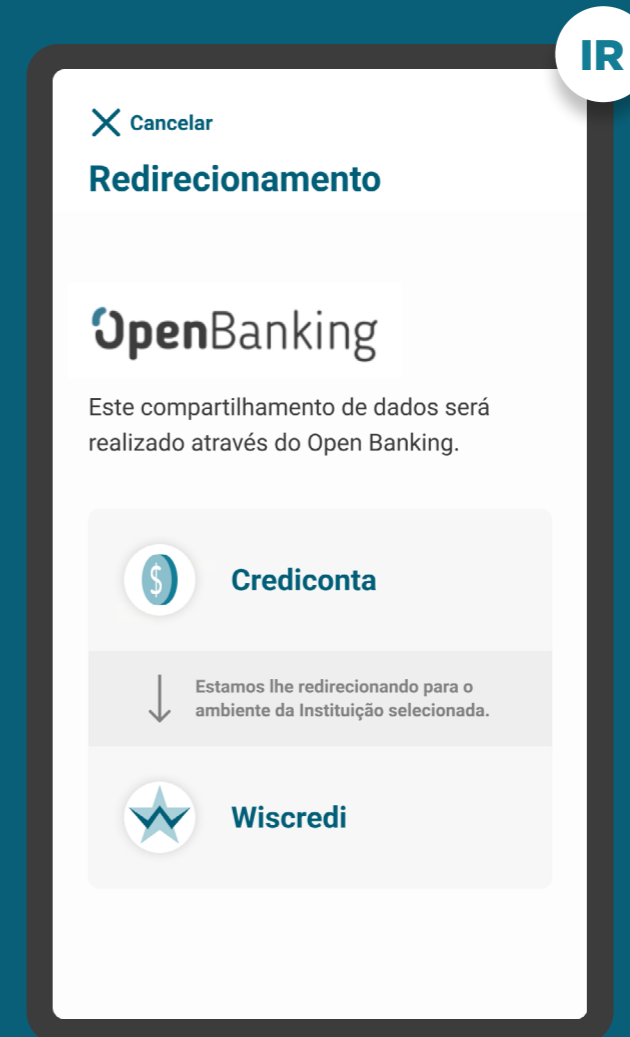 IR
Cancelar
Redirecionamento
OpenBanking
Este compartilhamento de dados será
realizado através do Open Banking.
$
Crediconta
Estamos lhe redirecionando para o
ambiente da Instituição selecionada.
Wiscredi